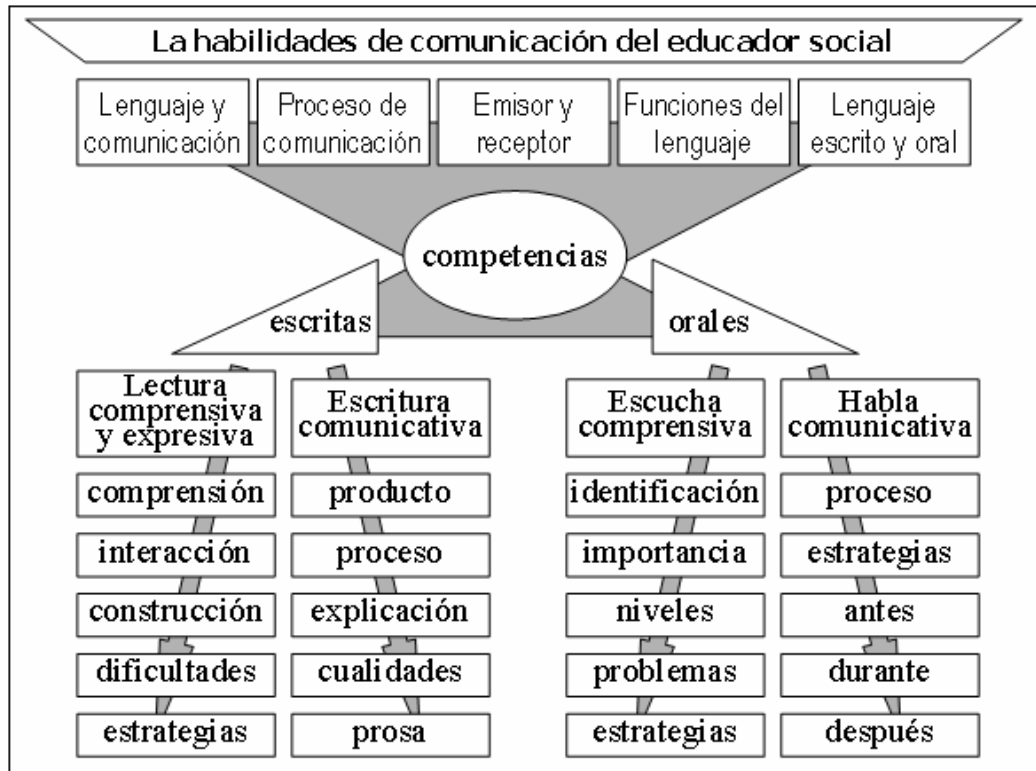 La habilidades de comunicación del educador social
Lenguaje y
comunicación
Proceso de
comunicación
Emisor y
receptor
Funciones del
lenguaje
Lenguaje
escrito y oral
competencias
escritas
orales
Lectura
comprensiva
y expresiva
comprensión
interacción
construcción
dificultades
estrategias
Escritura
comunicativa
producto
proceso
explicación
cualidades
prosa
Escucha
comprensiva
identificación
importancia
niveles
problemas
estrategias
Habla
comunicativa
proceso
estrategias
antes
durante
después